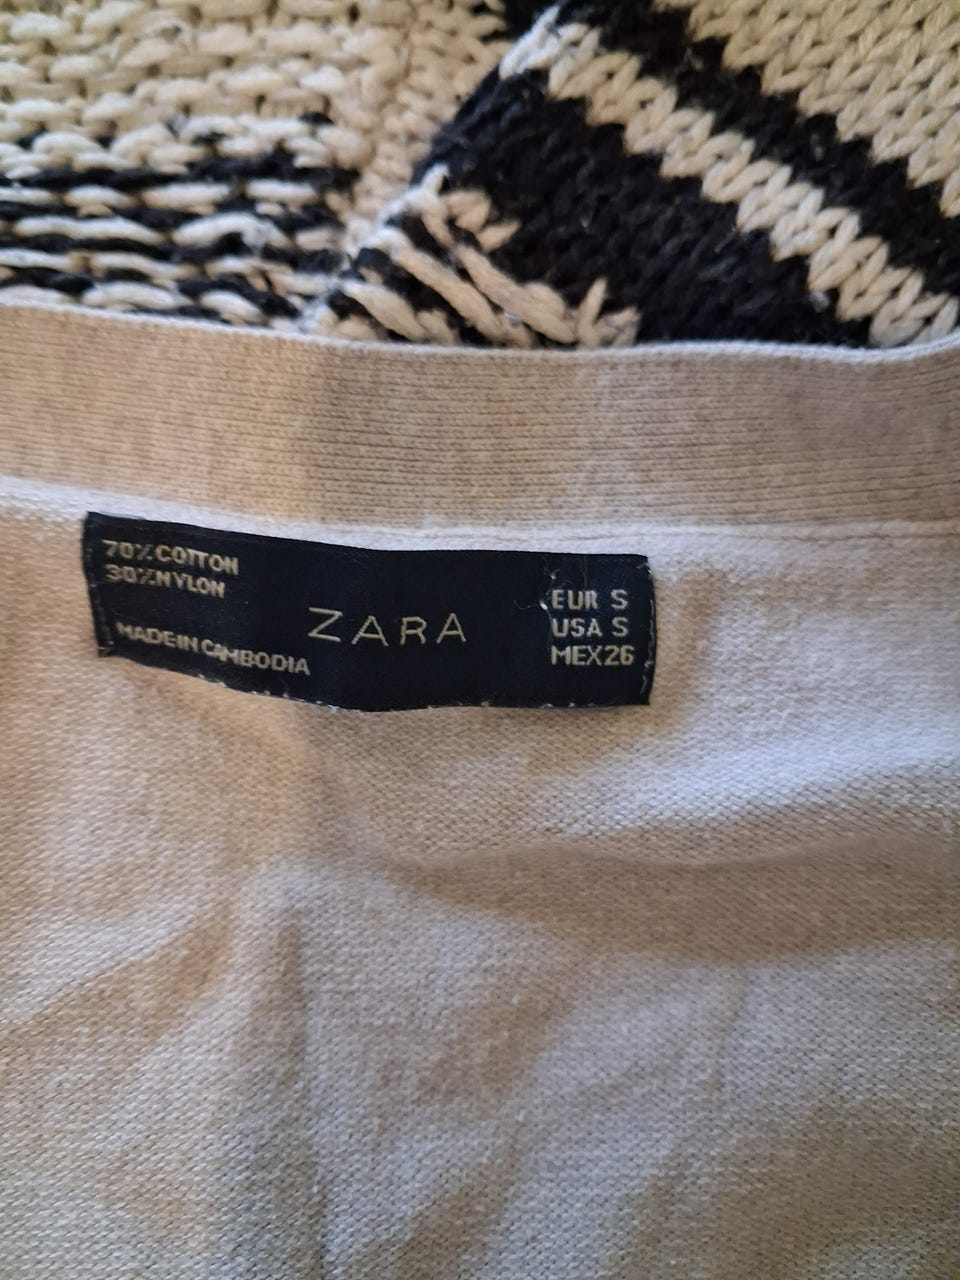 70% COTTON
30% NYLON
MADE IN CAMBODIA
ZARA
EUR S
USA S
MEX 26